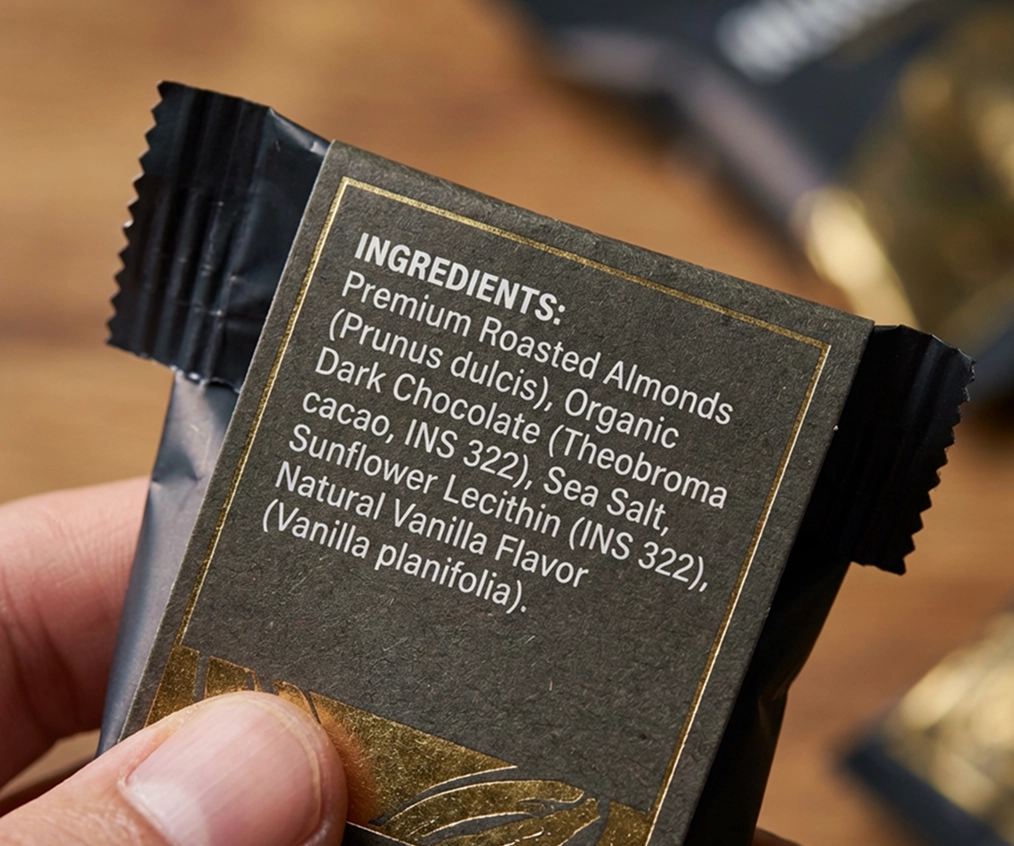 INGREDIENTS:
Premium Roasted Almonds
(Prunus dulcis), Organic
Dark Chocolate (Theobroma
cacao, INS 322), Sea Salt,
Sunflower Lecithin (INS 322),
Natural Vanilla Flavor
(Vanilla planifolia).